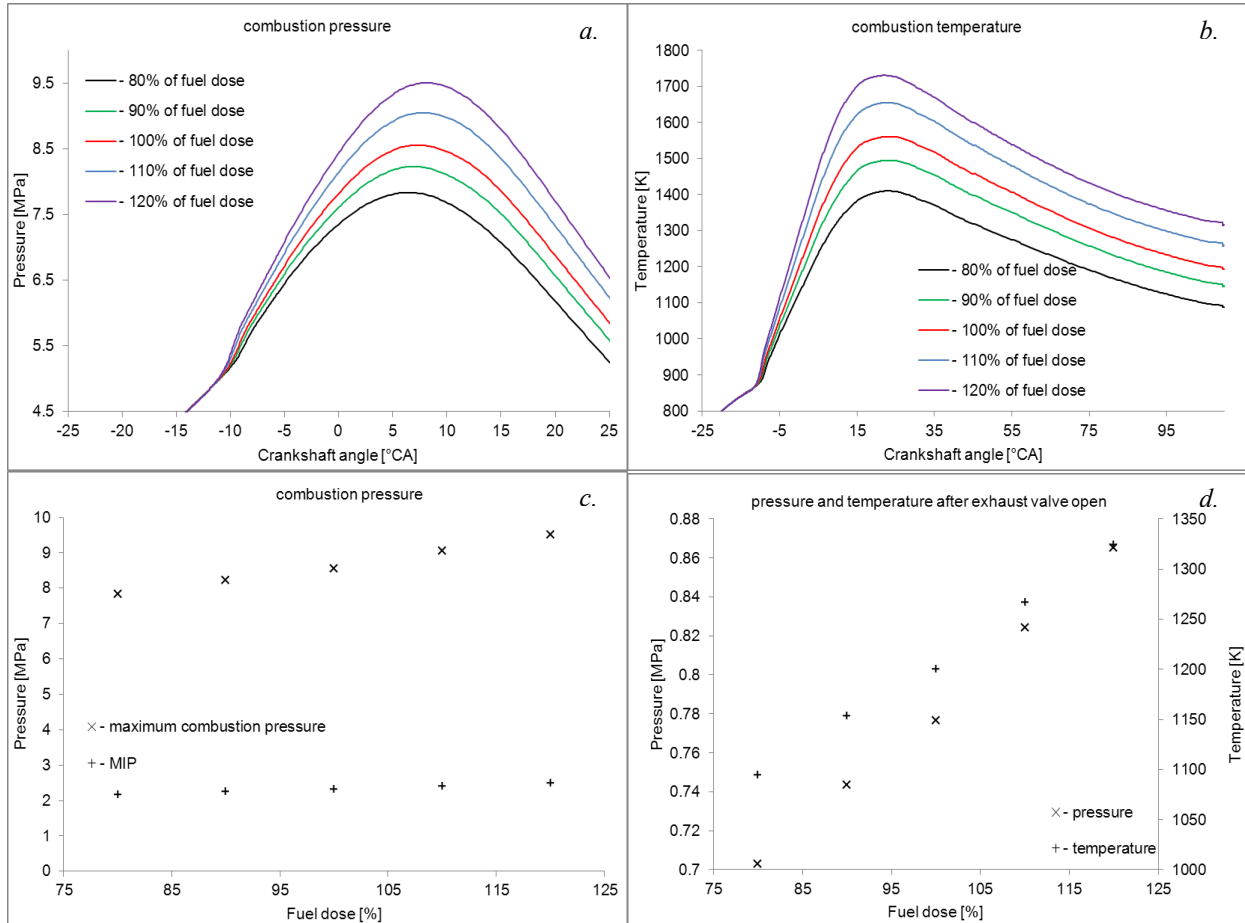 combustion pressure
a.
- 80% of fuel dose
- 90% of fuel dose
- 100% of fuel dose
- 110% of fuel dose
- 120% of fuel dose
Pressure [MPa]
9.5
8.5
7.5
6.5
5.5
4.5
-25 -20 -15 -10 -5 0 5 10 15 20 25
Crankshaft angle [°CA]
combustion temperature
b.
Temperature [K]
1800
1700
1600
1500
1400
1300
1200
1100
1000
900
800
- 80% of fuel dose
- 90% of fuel dose
- 100% of fuel dose
- 110% of fuel dose
- 120% of fuel dose
-25 -5 15 35 55 75 95
Crankshaft angle [°CA]
combustion pressure
c.
Pressure [MPa]
10
9
8
7
6
5
4
3
2
1
0
- maximum combustion pressure
- MIP
75 85 95 105 115 125
Fuel dose [%]
pressure and temperature after exhaust valve open
d.
Pressure [MPa]
0.88
0.86
0.84
0.82
0.8
0.78
0.76
0.74
0.72
0.7
1350
1300
1250
1200
1150
1100
1050
1000
Temperature [K]
- pressure
- temperature
75 85 95 105 115 125
Fuel dose [%]